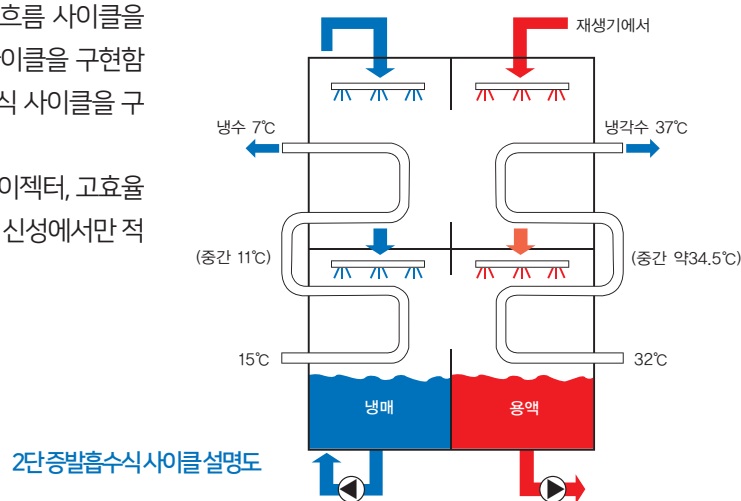 흐름 사이클을
사이클을 구현함
식 사이클을 구
이젝터, 고효율
신성에서만 적
재생기에서
냉수 7℃
냉각수 37℃
(중간 11℃)
(중간 약34.5℃)
15℃
32℃
냉매
용액
2단 증발흡수식 사이클 설명도